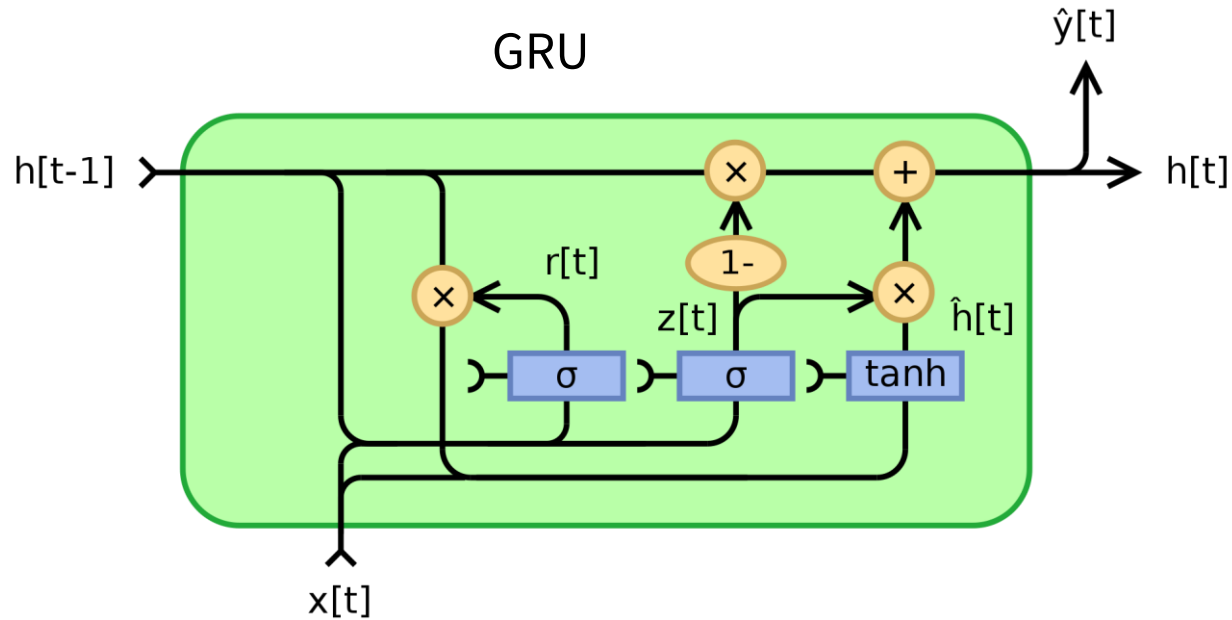 GRU
ŷ[t]
h[t-1]
×
+
h[t]
1-
r[t]
×
z[t]
×
ĥ[t]
σ
σ
tanh
x[t]